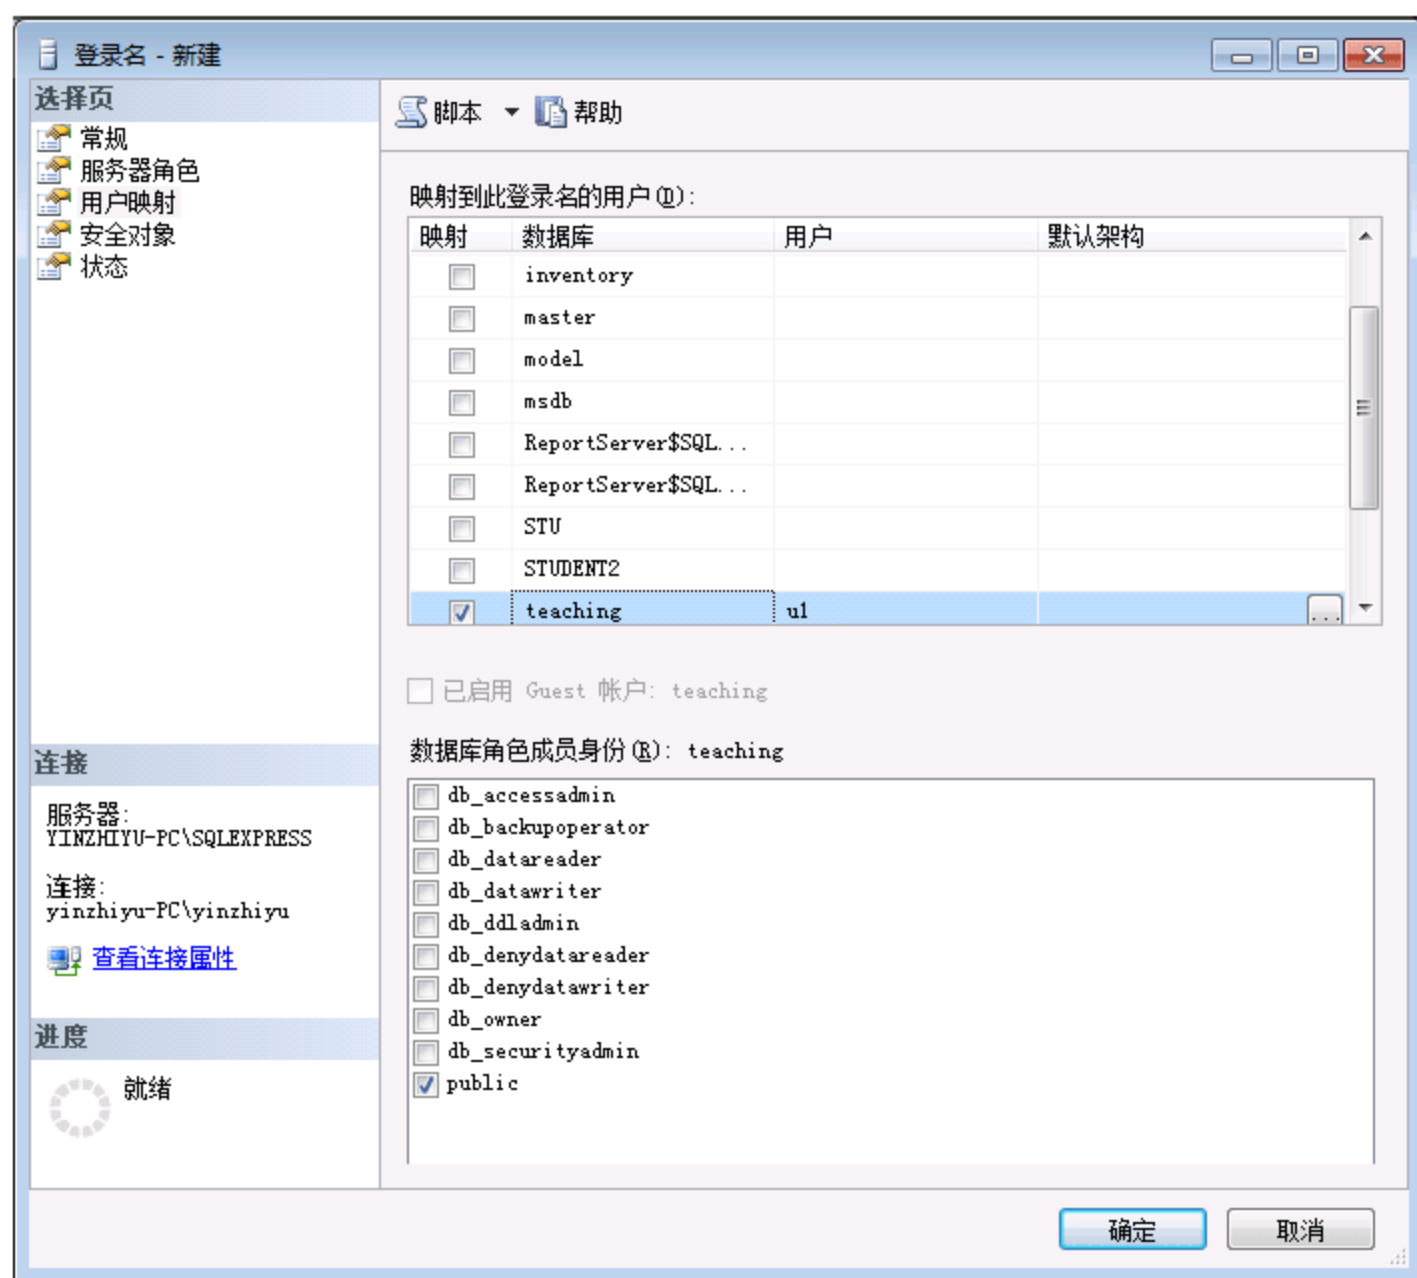 登录名 - 新建
选择页
常规
服务器角色
用户映射
安全对象
状态
脚本
帮助
映射到此登录名的用户(D):
映射 数据库 用户 默认架构
inventory
master
model
msdb
ReportServer$SQL...
ReportServer$SQL...
STU
STUDENT2
teaching u1 ...
已启用 Guest 帐户: teaching
数据库角色成员身份(R): teaching
db_accessadmin
db_backupoperator
db_datareader
db_datawriter
db_ddladmin
db_denydatareader
db_denydatawriter
db_owner
db_securityadmin
public
连接
服务器:
YINZHIYU-PC\SQLEXPRESS
连接:
yinzhiyu-PC\yinzhiyu
查看连接属性
进度
就绪
确定 取消